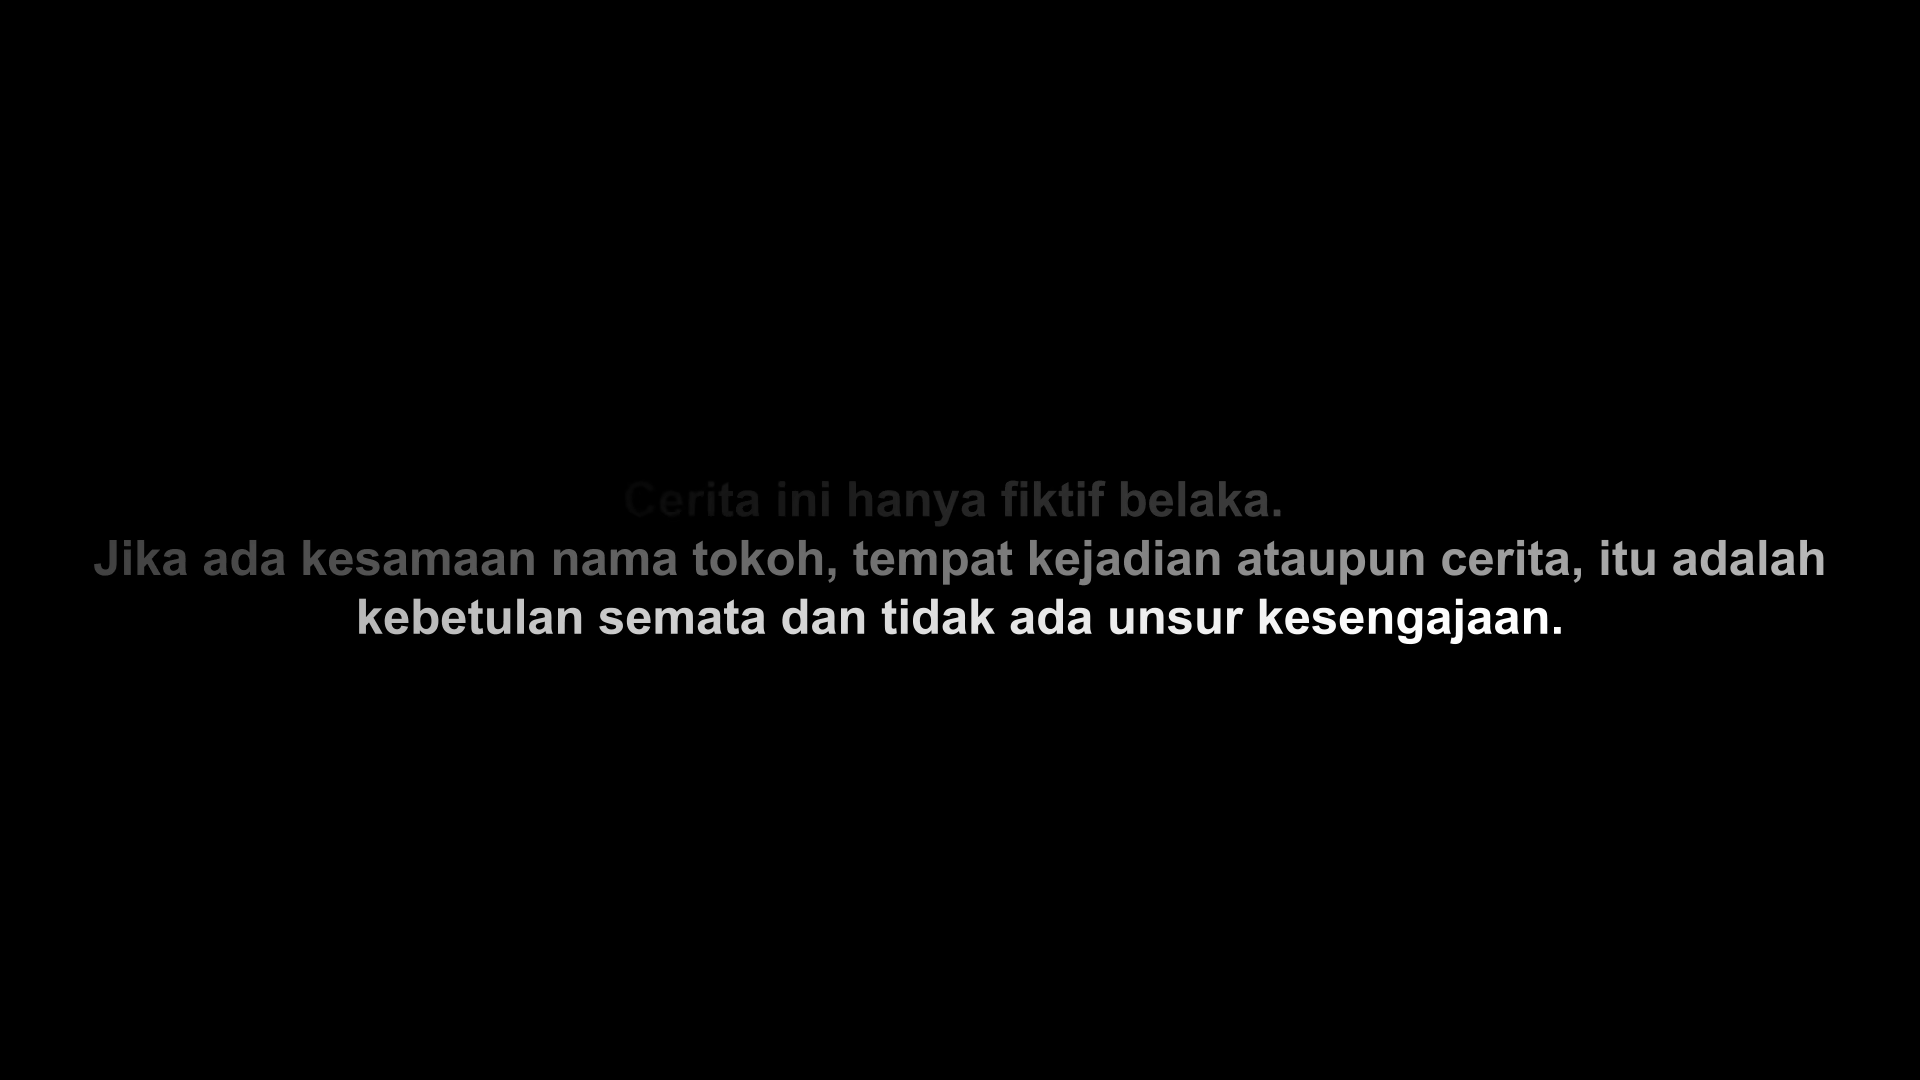 Cerita ini hanya fiktif belaka.
Jika ada kesamaan nama tokoh, tempat kejadian ataupun cerita, itu adalah
kebetulan semata dan tidak ada unsur kesengajaan.